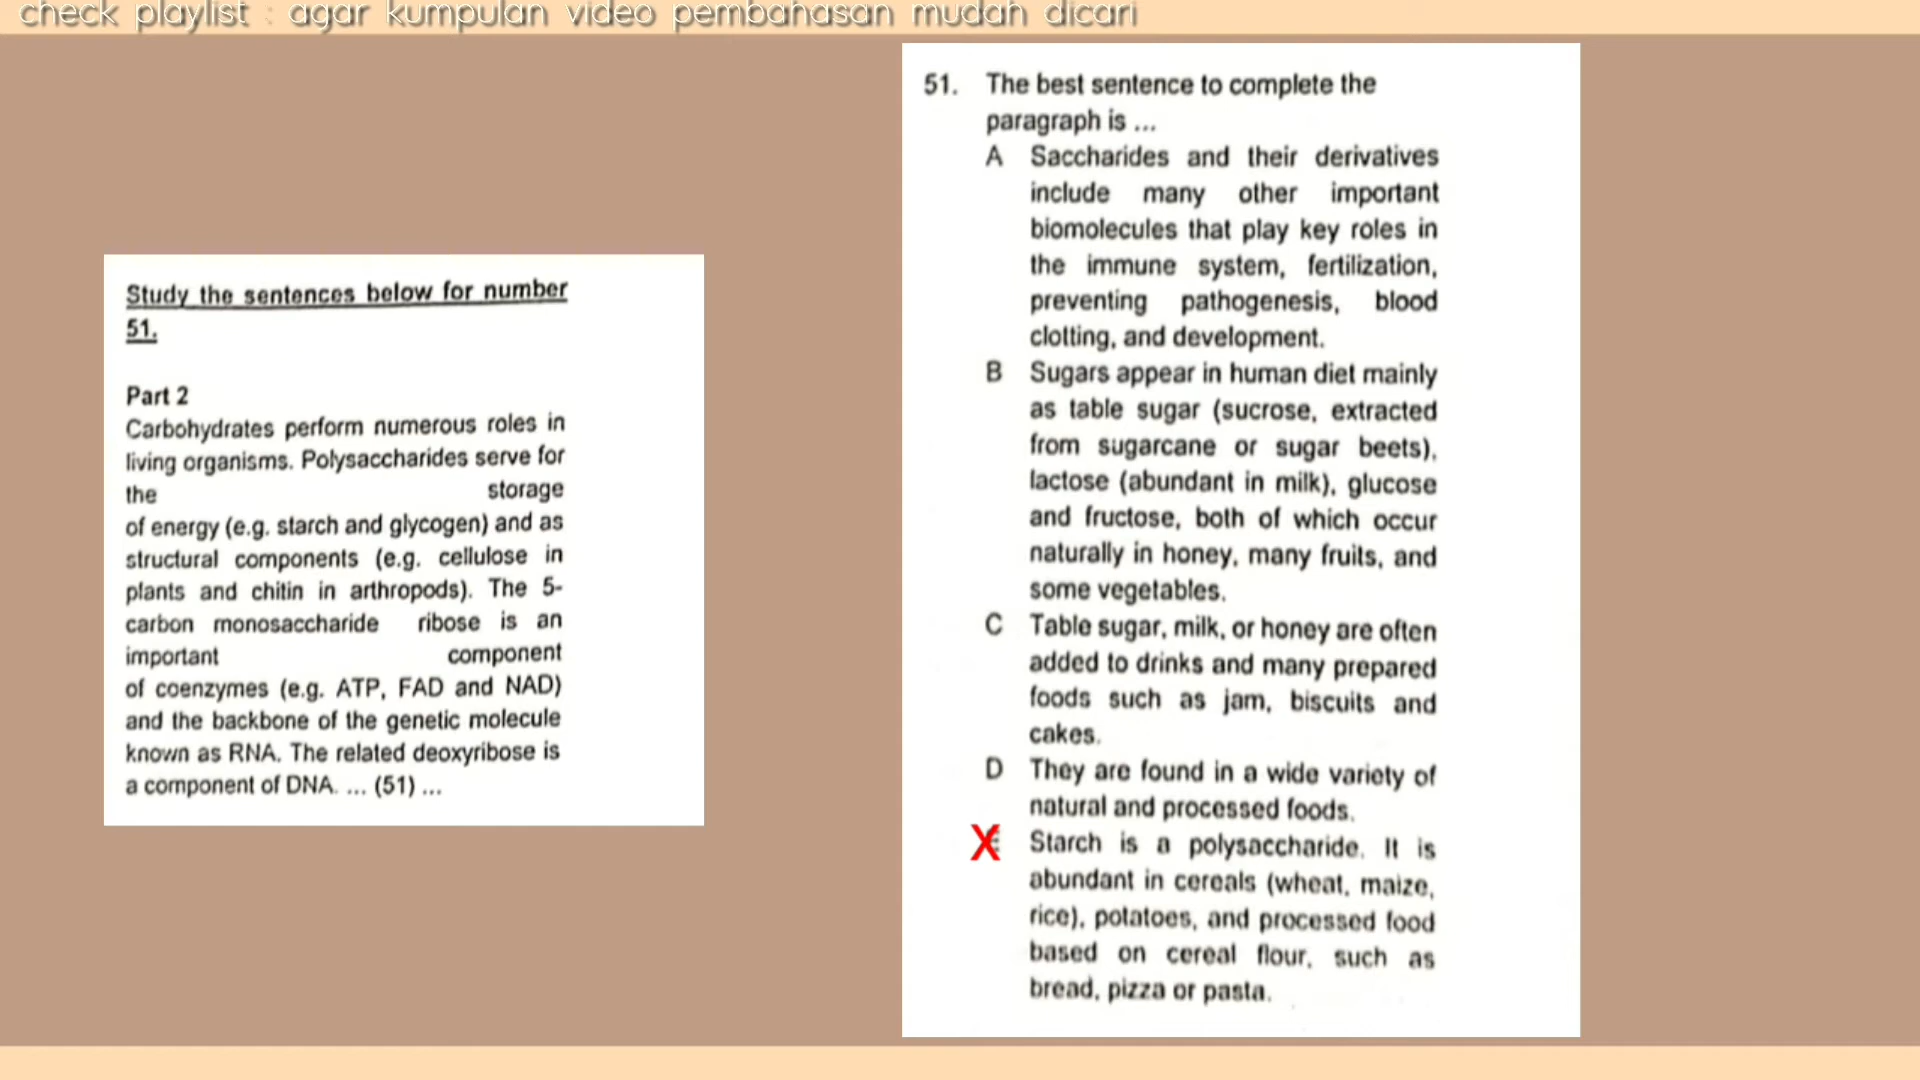 check playlist : agar kumpulan video pembahasan mudah dicari
Study the sentences below for number
51.
Part 2
Carbohydrates perform numerous roles in
living organisms. Polysaccharides serve for
the storage
of energy (e.g. starch and glycogen) and as
structural components (e.g. cellulose in
plants and chitin in arthropods). The 5-
carbon monosaccharide ribose is an
important component
of coenzymes (e.g. ATP, FAD and NAD)
and the backbone of the genetic molecule
known as RNA. The related deoxyribose is
a component of DNA. ... (51) ...
51. The best sentence to complete the
paragraph is ...
A Saccharides and their derivatives
include many other important
biomolecules that play key roles in
the immune system, fertilization,
preventing pathogenesis, blood
clotting, and development.
B Sugars appear in human diet mainly
as table sugar (sucrose, extracted
from sugarcane or sugar beets),
lactose (abundant in milk), glucose
and fructose, both of which occur
naturally in honey, many fruits, and
some vegetables.
C Table sugar, milk, or honey are often
added to drinks and many prepared
foods such as jam, biscuits and
cakes.
D They are found in a wide variety of
natural and processed foods.
X Starch is a polysaccharide. It is
abundant in cereals (wheat, maize,
rice), potatoes, and processed food
based on cereal flour, such as
bread, pizza or pasta.